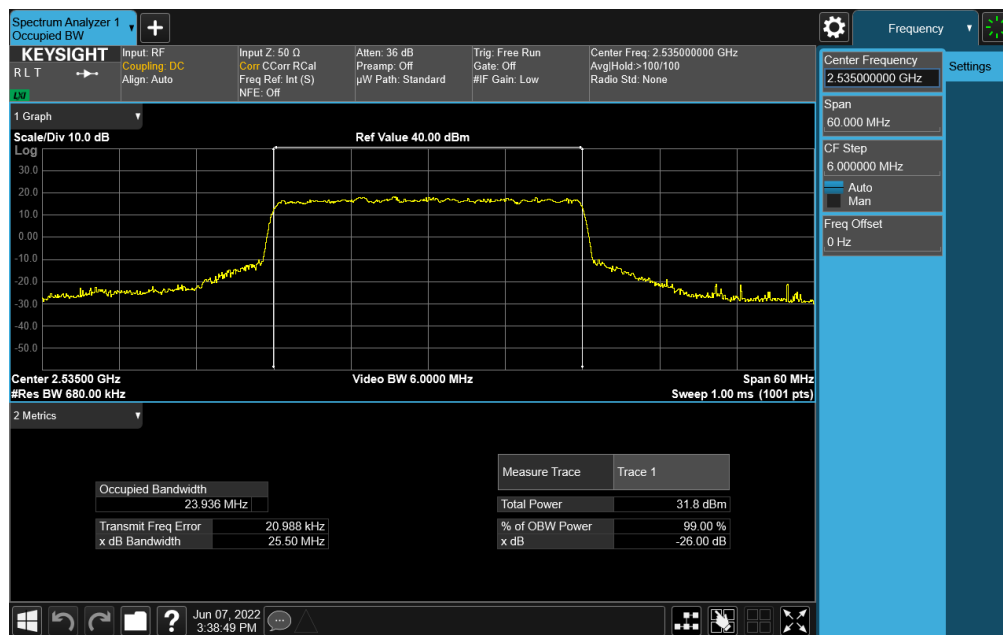 Spectrum Analyzer 1
Occupied BW
Frequency
KEYSIGHT
R L T
LXI
Input: RF
Coupling: DC
Align: Auto
Input Z: 50 Ω
Corr CCorr RCal
Freq Ref: Int (S)
NFE: Off
Atten: 36 dB
Preamp: Off
µW Path: Standard
Trig: Free Run
Gate: Off
#IF Gain: Low
Center Freq: 2.535000000 GHz
Avg|Hold:>100/100
Radio Std: None
Center Frequency
2.535000000 GHz
Settings
Span
60.000 MHz
CF Step
6.000000 MHz
Auto
Man
Freq Offset
0 Hz
1 Graph
Scale/Div 10.0 dB
Ref Value 40.00 dBm
Log
30.0
20.0
10.0
0.00
-10.0
-20.0
-30.0
-40.0
-50.0
Center 2.53500 GHz
Video BW 6.0000 MHz
Span 60 MHz
#Res BW 680.00 kHz
Sweep 1.00 ms (1001 pts)
2 Metrics
Measure Trace
Trace 1
Occupied Bandwidth
23.936 MHz
Total Power
31.8 dBm
Transmit Freq Error
20.988 kHz
% of OBW Power
99.00 %
x dB Bandwidth
25.50 MHz
x dB
-26.00 dB
?
Jun 07, 2022
3:38:49 PM